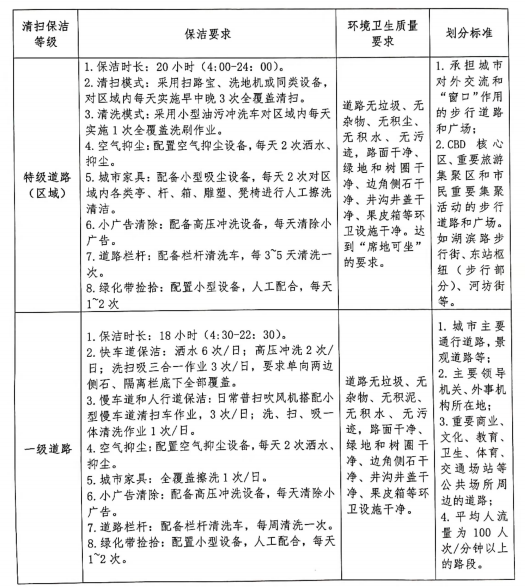 清扫保洁
等级
保洁要求
环境卫生质量
要求
划分标准
特级道路
（区域）
1.保洁时长：20小时（4:00-24：00）。
2.清扫模式：采用扫路宝、洗地机或同类设备，
对区域内每天实施早中晚3次全覆盖清扫。
3.清洗模式：采用小型油污冲洗车对区域内每天
实施1次全覆盖洗刷作业。
4.空气抑尘：配置空气抑尘设备，每天2次洒水、
抑尘。
5.城市家具：配备小型吸尘设备，每天2次对区
域内各类亭、杆、箱、雕塑、凳椅进行人工擦洗
清洁。
6.小广告清除：配备高压冲洗设备，每天清除小
广告。
7.道路栏杆：配备栏杆清洗车，每3~5天清洗一
次。
8.绿化带捡拾：配置小型设备，人工配合，每天
1~2次
道路无垃圾、无
杂物、无积尘、
无积水、无污
迹，路面干净、
绿地和树圈干
净、边角侧石干
净、井沟井盖干
净、果皮箱等环
卫设施干净。达
到“席地可坐”
的要求。
1.承担城市
对外交流和
“窗口”作用
的步行道路
和广场；
2.CBD 核心
区、重要旅游
集聚区和市
民重要集聚
活动的步行
道路和广场。
如湖滨路步
行街、东站枢
纽（步行部
分）、河坊街
等。
一级道路
1.保洁时长：18小时（4:30-22：30）。
2.快车道保洁：洒水6次/日；高压冲洗2次/
日；洗扫吸三合一作业3次/日，要求单向两边
侧石、隔离栏底下全部覆盖。
3.慢车道和人行道保洁：日常普扫吹风机搭配小
型慢车道清扫车作业，3次/日；洗、扫、吸一
体清洗作业1次/日。
4.空气抑尘：配置空气抑尘设备，每天2次洒水、
抑尘。
5.城市家具：全覆盖擦洗1次/日。
6.小广告清除：配备高压冲洗设备，每天清除小
广告。
7.道路栏杆：配备栏杆清洗车，每周清洗一次。
8.绿化带捡拾：配置小型设备，人工配合，每天
1~2次。
道路无垃圾、无
杂物、无积泥、
无积水、无污
迹，路面干净、
绿地和树圈干
净、边角侧石干
净、井沟井盖干
净、果皮箱等环
卫设施干净。
1.城市主要
通行道路，景
观道路等；
2.主要领导
机关、外事机
构所在地；
3.重要商业、
文化、教育、
卫生、体育、
交通场站等
公共场所周
边的道路；
4.平均人流
量为100人
次/分钟以上
的路段。